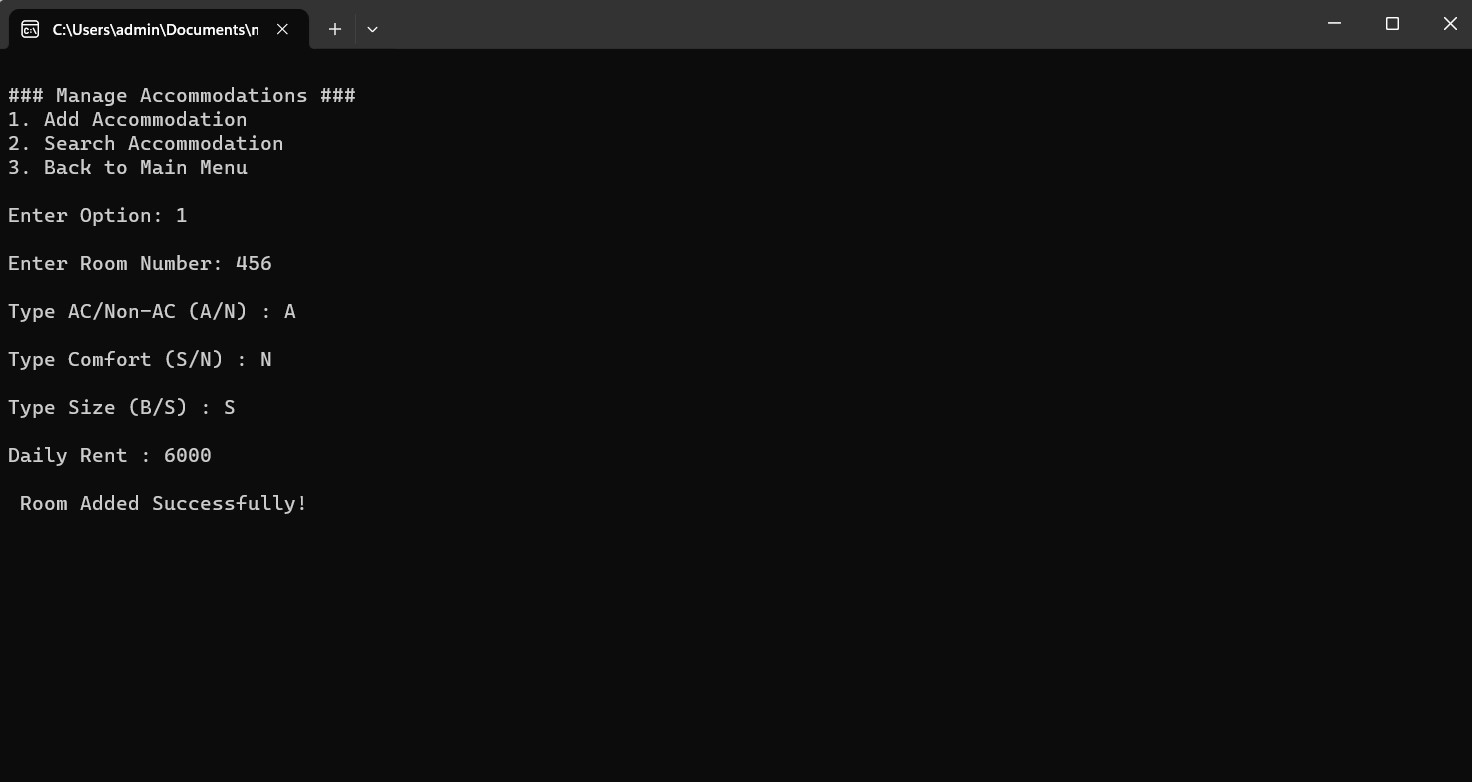 C:\Users\admin\Documents\n
### Manage Accommodations ###
1. Add Accommodation
2. Search Accommodation
3. Back to Main Menu
Enter Option: 1
Enter Room Number: 456
Type AC/Non-AC (A/N) : A
Type Comfort (S/N) : N
Type Size (B/S) : S
Daily Rent : 6000
Room Added Successfully!